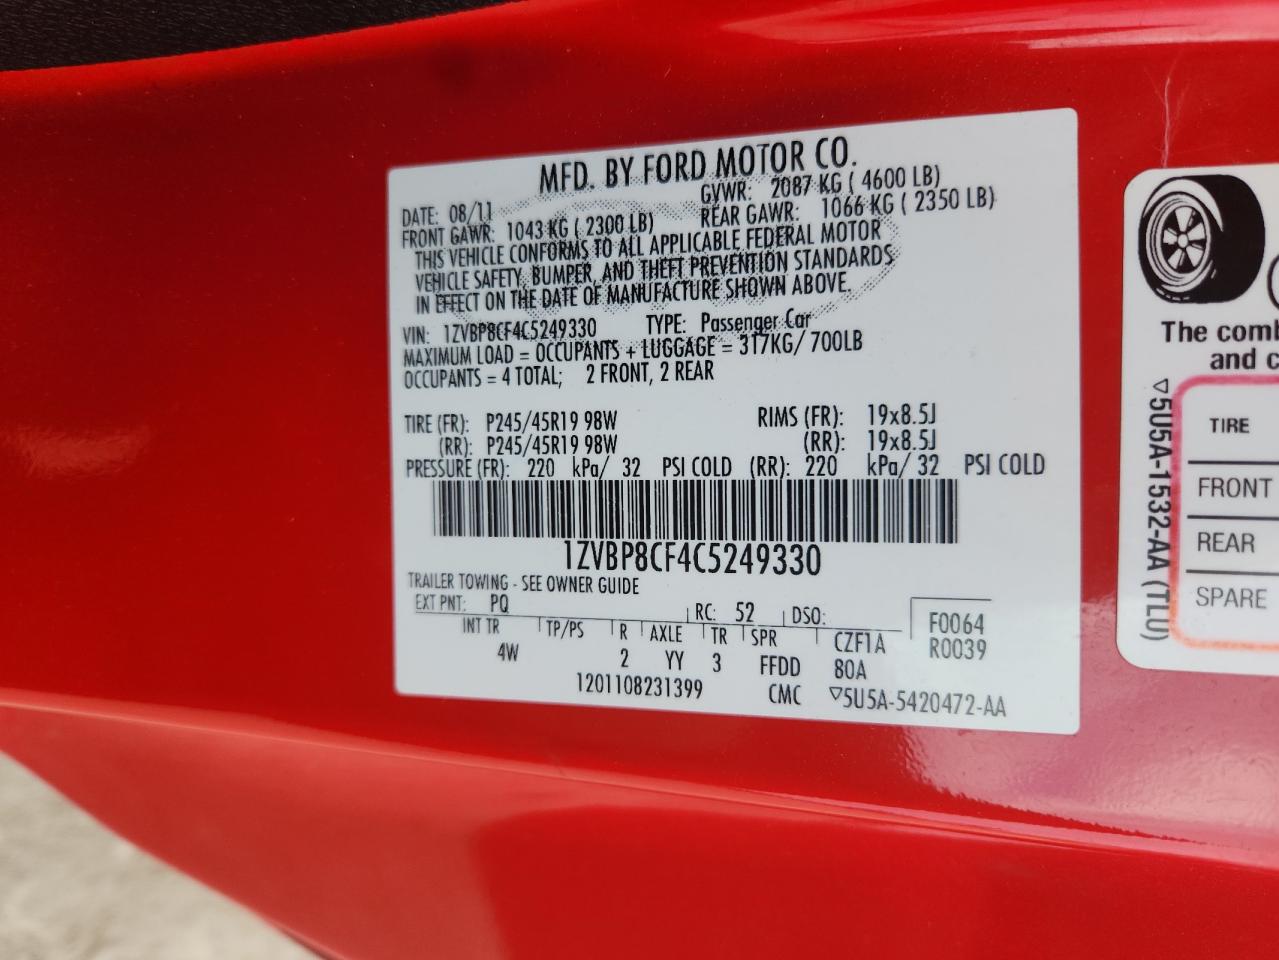 MFD. BY FORD MOTOR CO.
DATE: 08/11 GVWR: 2087 KG ( 4600 LB)
FRONT GAWR: 1043 KG ( 2300 LB) REAR GAWR: 1066 KG ( 2350 LB)
THIS VEHICLE CONFORMS TO ALL APPLICABLE FEDERAL MOTOR
VEHICLE SAFETY, BUMPER, AND THEFT PREVENTION STANDARDS
IN EFFECT ON THE DATE OF MANUFACTURE SHOWN ABOVE.
VIN: 1ZVBP8CF4C5249330 TYPE: Passenger Car
MAXIMUM LOAD = OCCUPANTS + LUGGAGE = 317KG/ 700LB
OCCUPANTS = 4 TOTAL; 2 FRONT, 2 REAR
TIRE (FR): P245/45R19 98W RIMS (FR): 19x8.5J
(RR): P245/45R19 98W (RR): 19x8.5J
PRESSURE (FR): 220 kPa/ 32 PSI COLD (RR): 220 kPa/ 32 PSI COLD
1ZVBP8CF4C5249330
TRAILER TOWING - SEE OWNER GUIDE
EXT PNT: PQ RC: 52 DSO: F0064
INT TR TP/PS R AXLE TR SPR CZF1A R0039
4W 2 YY 3 FFDD 80A
1201108231399 CMC ▽5U5A-5420472-AA
The comb
and c
▽5U5A-1532-AA (TLU)
TIRE
FRONT
REAR
SPARE